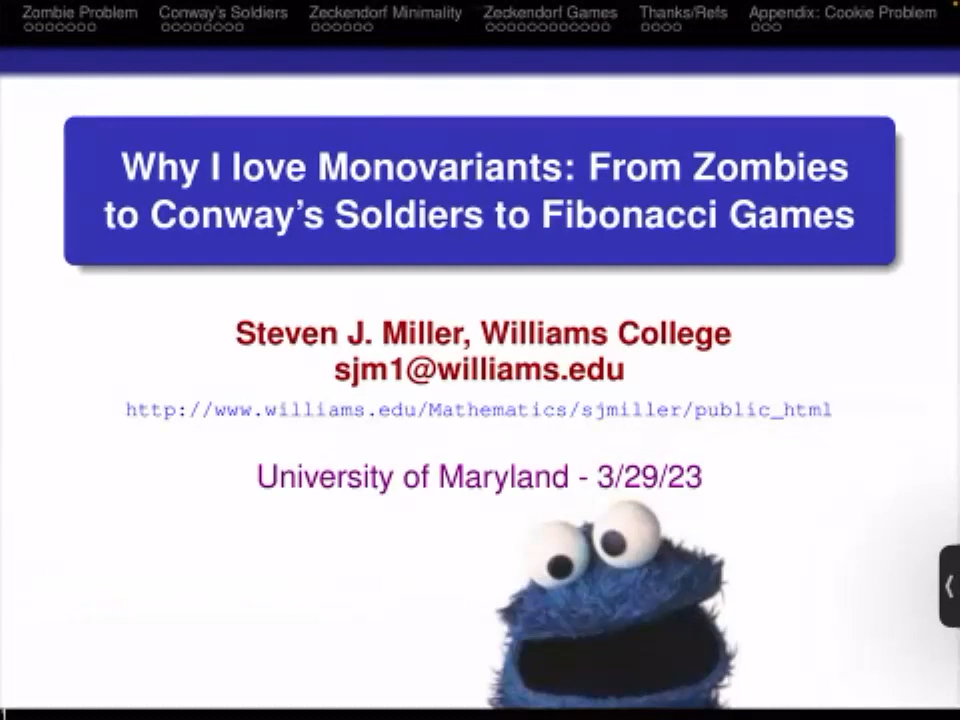 Zombie Problem Conway's Soldiers Zeckendorf Minimality Zeckendorf Games Thanks/Refs Appendix: Cookie Problem
Why I love Monovariants: From Zombies
to Conway's Soldiers to Fibonacci Games
Steven J. Miller, Williams College
sjm1@williams.edu
http://www.williams.edu/Mathematics/sjmiller/public_html
University of Maryland - 3/29/23